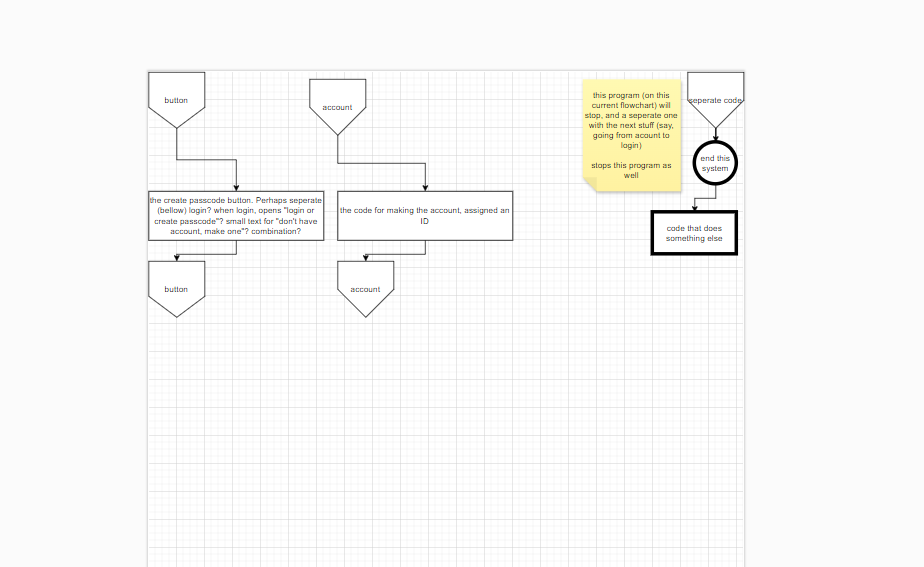 button
account
this program (on this
current flowchart) will
stop, and a seperate one
with the next stuff (say,
going from acount to
login)
stops this program as
well
seperate code
end this
system
the create passcode button. Perhaps seperate
(bellow) login? when login, opens "login or
create passcode"? small text for "don't have
account, make one"? combination?
the code for making the account, assigned an
ID
code that does
something else
button
account